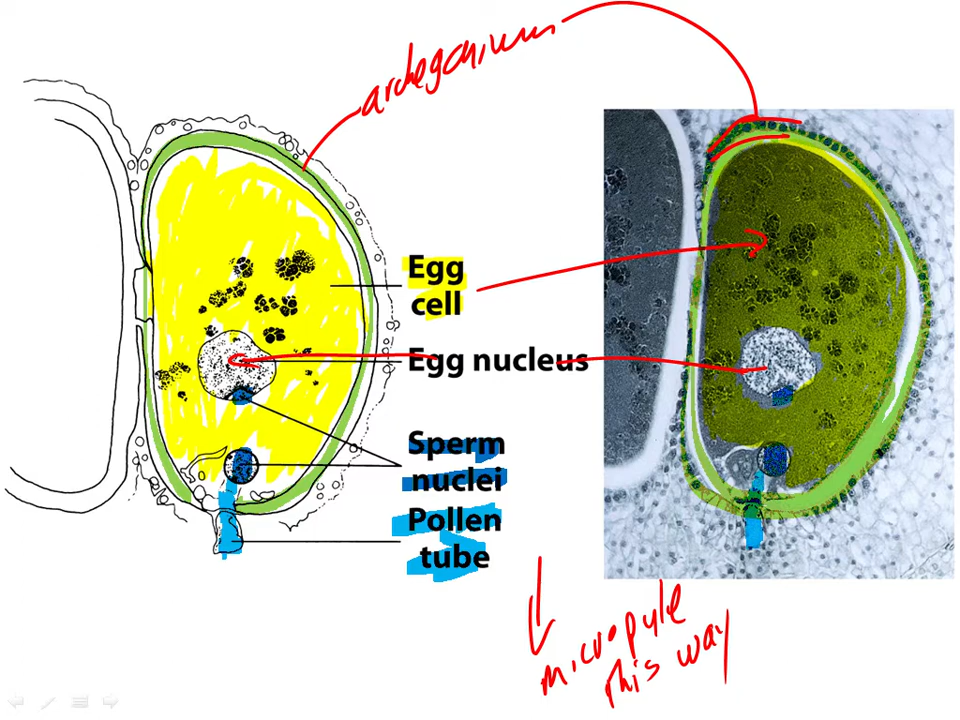 archegonium
Egg
cell
Egg nucleus
Sperm
nuclei
Pollen
tube
micropyle
this way